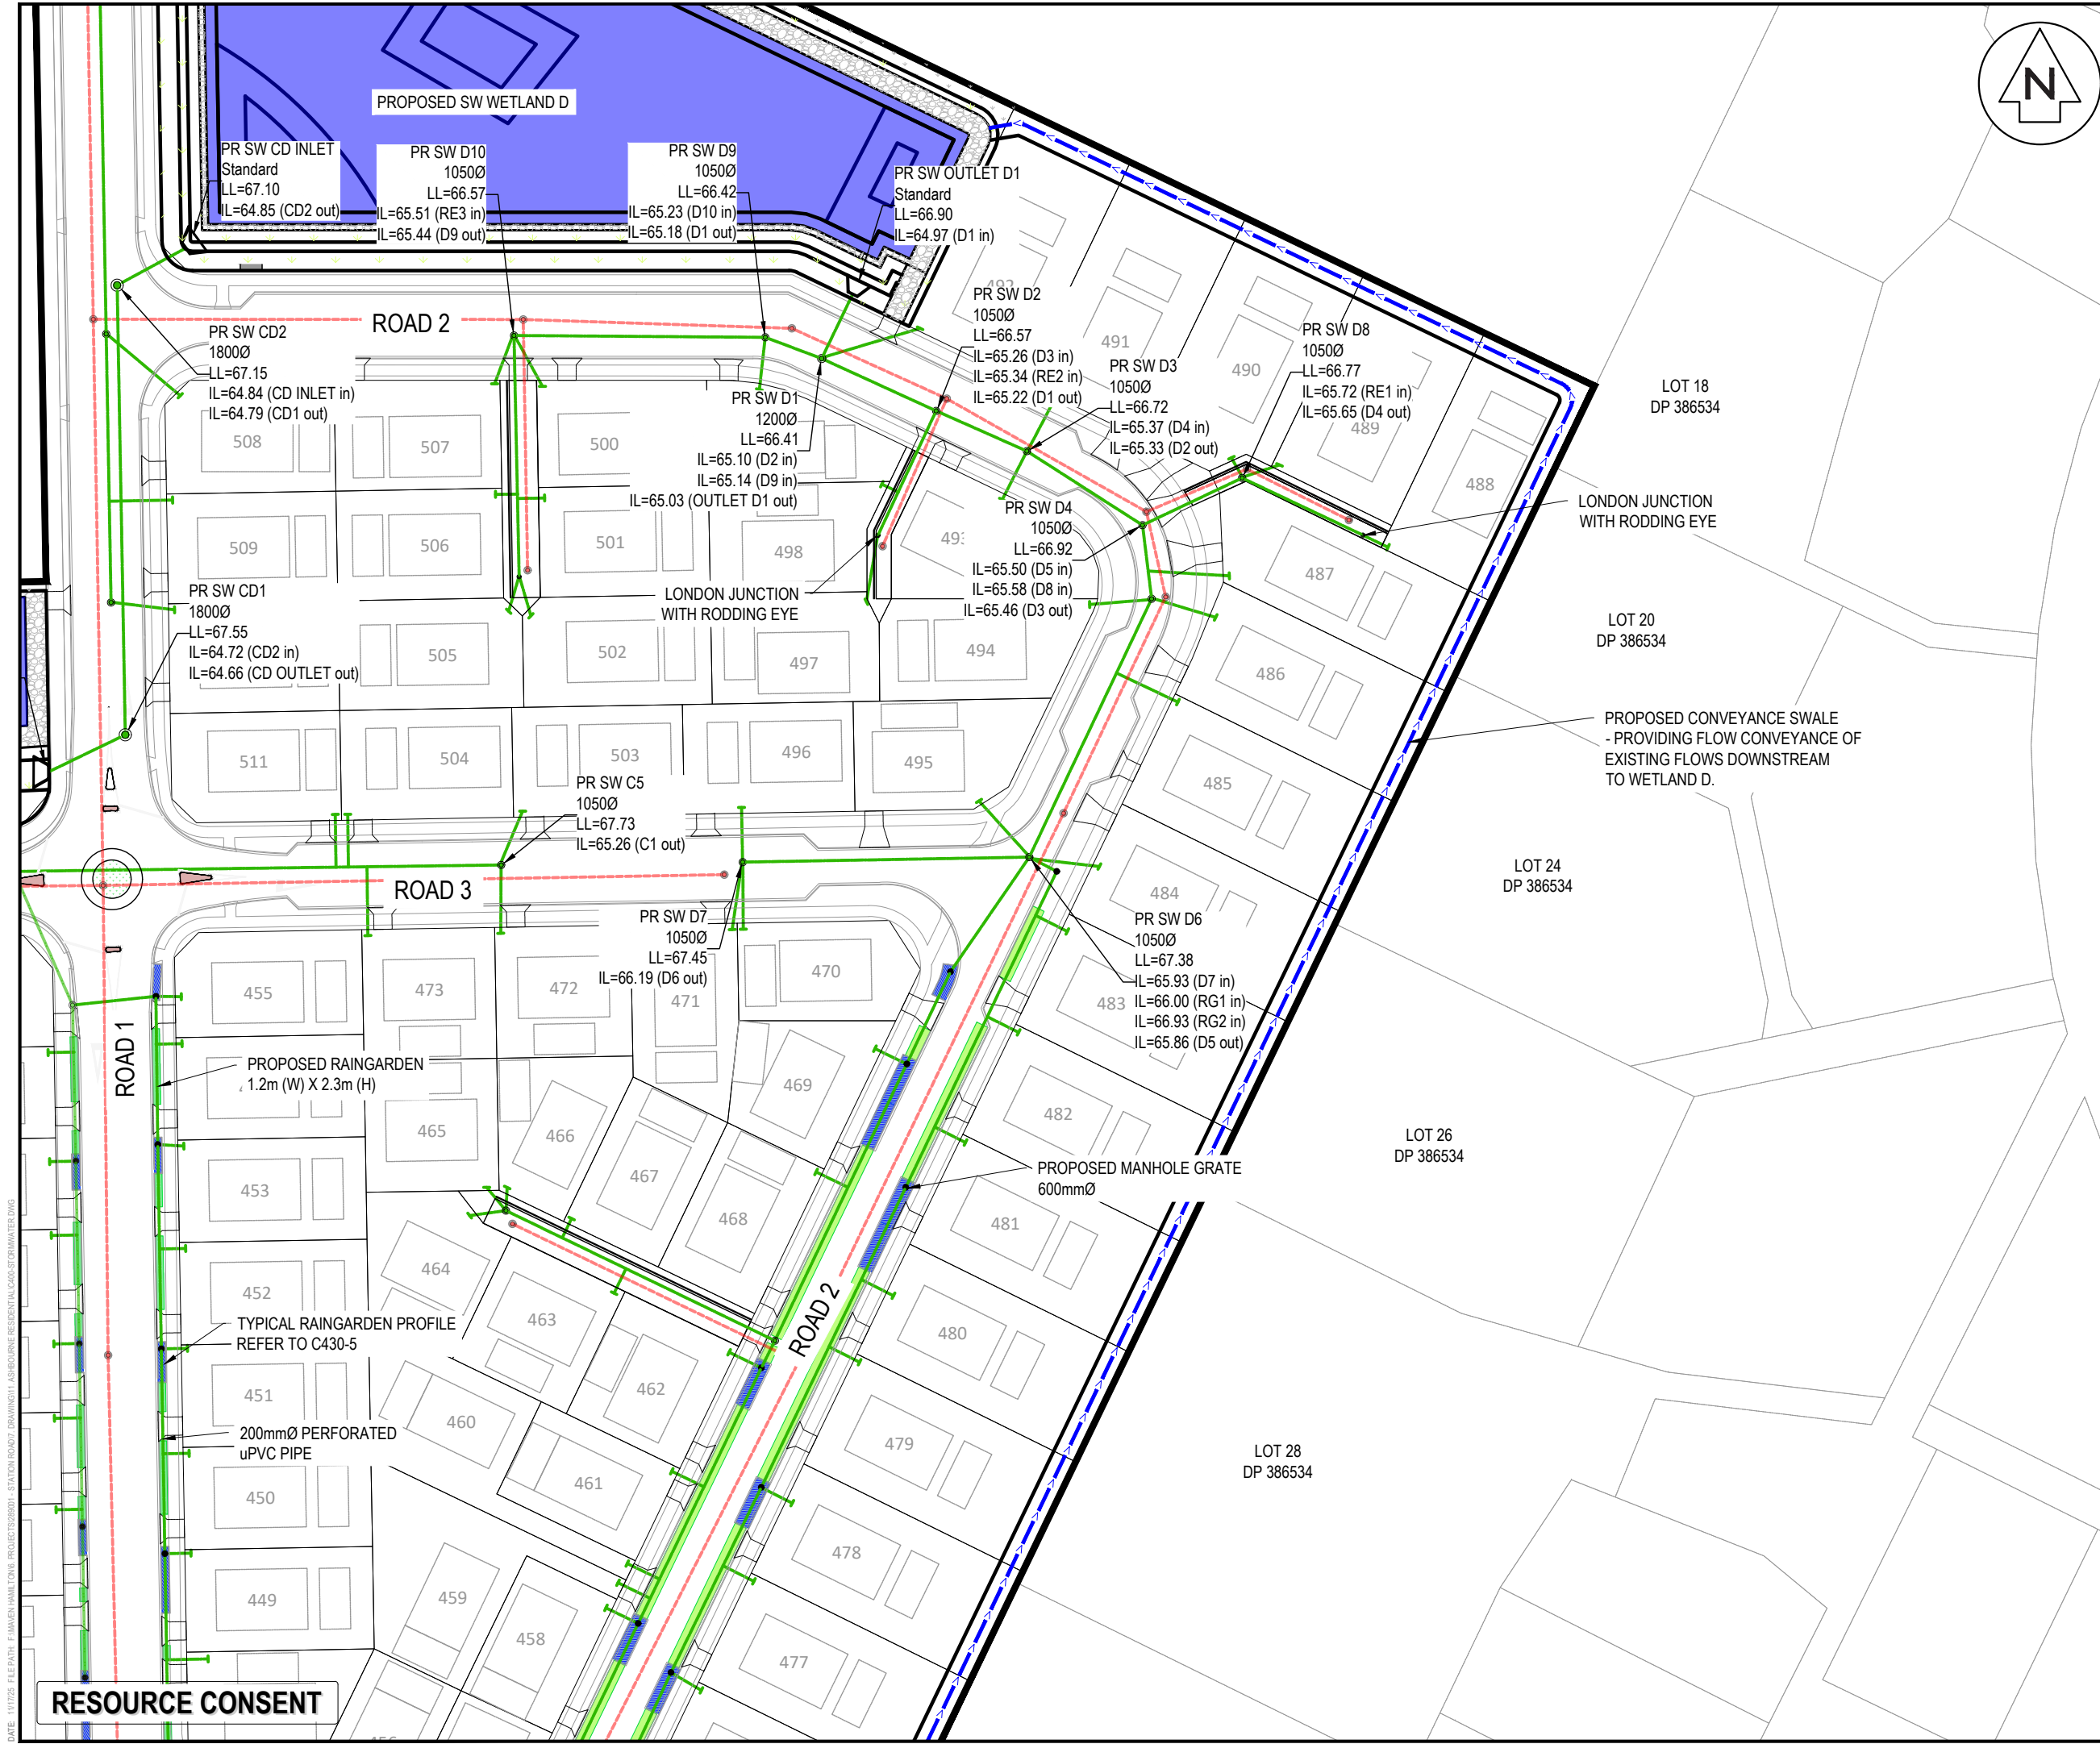 PROPOSED SW WETLAND D
N
PR SW CD INLET
Standard
LL=67.10
IL=64.85 (CD2 out)
PR SW D10
1050Ø
LL=66.57
IL=65.51 (RE3 in)
IL=65.44 (D9 out)
PR SW D9
1050Ø
LL=66.42
IL=65.23 (D10 in)
IL=65.18 (D1 out)
PR SW OUTLET D1
Standard
LL=66.90
IL=64.97 (D1 in)
492
PR SW D2
1050Ø
LL=66.57
IL=65.26 (D3 in)
IL=65.34 (RE2 in)
IL=65.22 (D1 out)
491
490
PR SW D3
1050Ø
LL=66.72
IL=65.37 (D4 in)
IL=65.33 (D2 out)
PR SW D8
1050Ø
LL=66.77
IL=65.72 (RE1 in)
IL=65.65 (D4 out)
489
488
LOT 18
DP 386534
ROAD 2
PR SW CD2
1800Ø
LL=67.15
IL=64.84 (CD INLET in)
IL=64.79 (CD1 out)
508
507
500
PR SW D1
1200Ø
LL=66.41
IL=65.10 (D2 in)
IL=65.14 (D9 in)
IL=65.03 (OUTLET D1 out)
LONDON JUNCTION
WITH RODDING EYE
509
506
501
498
493
PR SW D4
1050Ø
LL=66.92
IL=65.50 (D5 in)
IL=65.58 (D8 in)
IL=65.46 (D3 out)
487
LONDON JUNCTION
WITH RODDING EYE
PR SW CD1
1800Ø
LL=67.55
IL=64.72 (CD2 in)
IL=64.66 (CD OUTLET out)
505
502
497
494
486
LOT 20
DP 386534
PROPOSED CONVEYANCE SWALE
- PROVIDING FLOW CONVEYANCE OF
EXISTING FLOWS DOWNSTREAM
TO WETLAND D.
511
504
503
496
495
485
PR SW C5
1050Ø
LL=67.73
IL=65.26 (C1 out)
ROAD 3
484
LOT 24
DP 386534
PR SW D7
1050Ø
LL=67.45
IL=66.19 (D6 out)
PR SW D6
1050Ø
LL=67.38
IL=65.93 (D7 in)
IL=66.00 (RG1 in)
IL=66.93 (RG2 in)
IL=65.86 (D5 out)
455
473
472
471
470
483
ROAD 1
PROPOSED RAINGARDEN
1.2m (W) X 2.3m (H)
469
482
465
466
467
468
LOT 26
DP 386534
PROPOSED MANHOLE GRATE
600mmØ
453
481
464
452
463
480
ROAD 2
TYPICAL RAINGARDEN PROFILE
REFER TO C430-5
451
462
460
479
200mmØ PERFORATED
uPVC PIPE
450
461
LOT 28
DP 386534
478
449
459
458
477
RESOURCE CONSENT